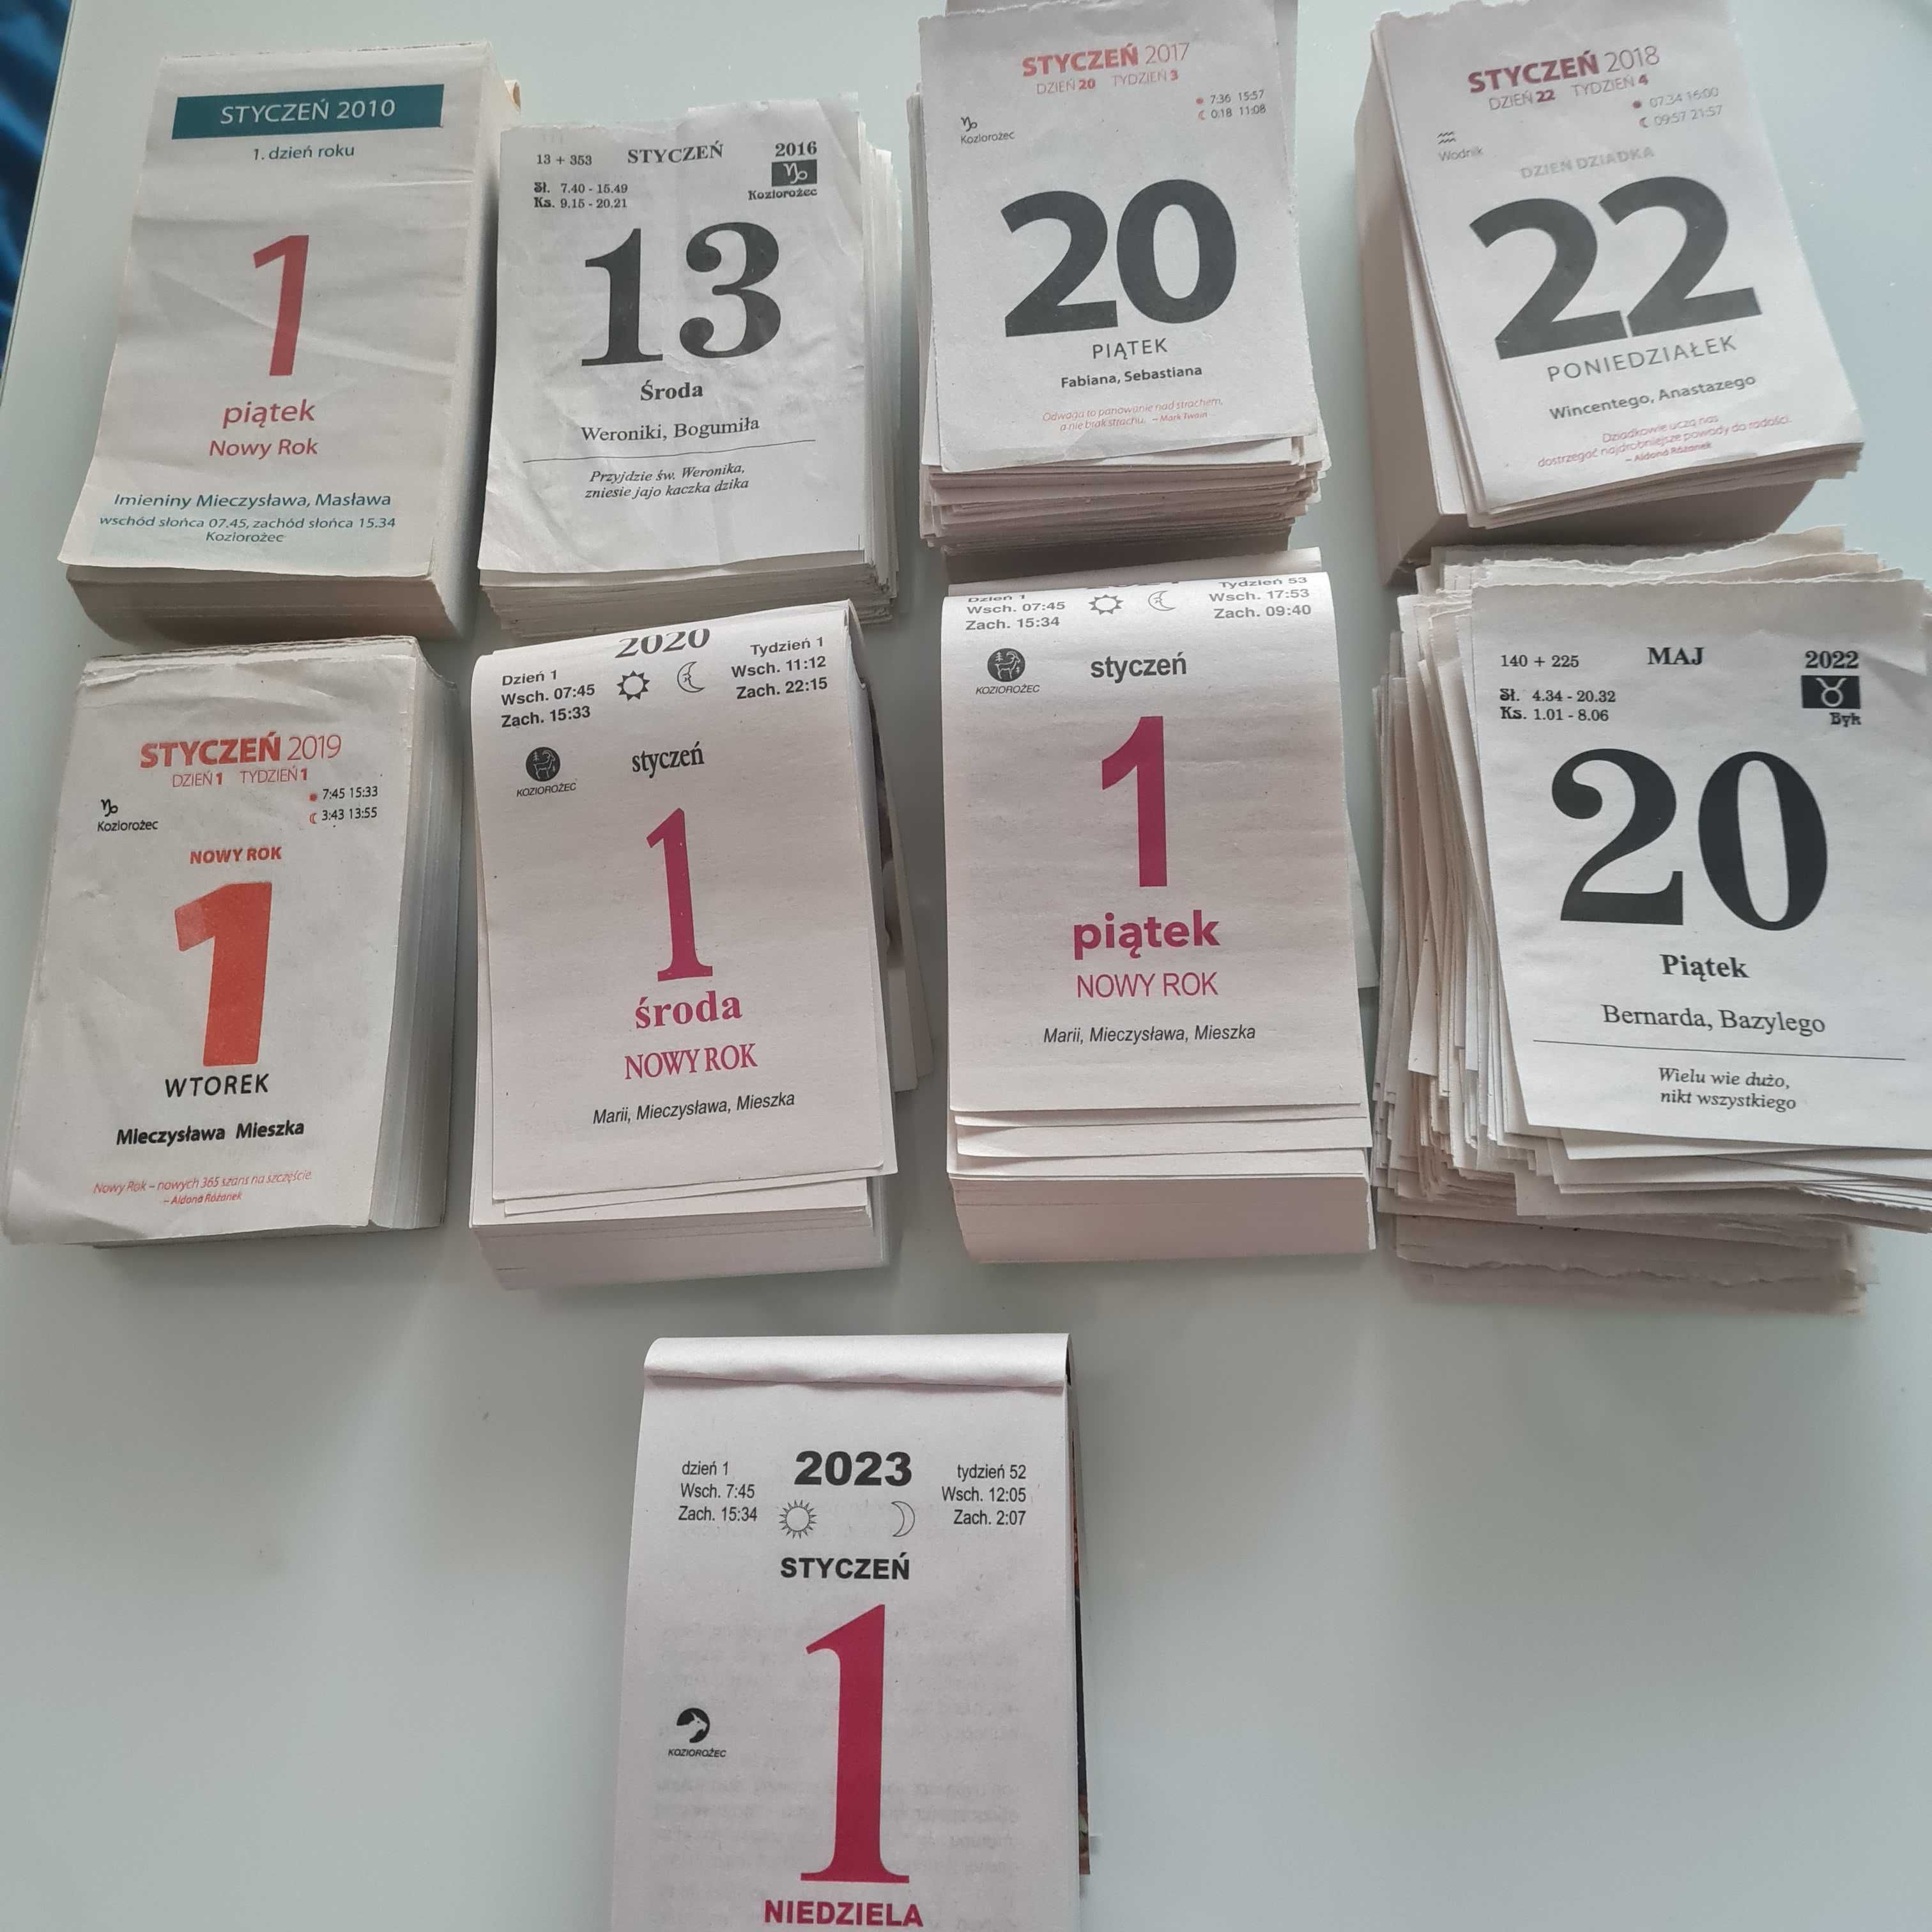 STYCZEŃ 2010
1. dzień roku
1
piątek
Nowy Rok
Imieniny Mieczysława, Masława
wschód słońca 07.45, zachód słońca 15.34
Koziorożec
13 + 353 STYCZEŃ 2016
Sł. 7.40 - 15.49
Ks. 9.15 - 20.21
Koziorożec
13
Środa
Weroniki, Bogumiła
Przyjdzie św. Weronika,
zniesie jajo kaczka dzika
STYCZEŃ 2017
DZIEŃ 20 TYDZIEŃ 3
7:36 15:57
0:18 11:08
Koziorożec
20
PIĄTEK
Fabiana, Sebastiana
Odwaga to panowanie nad strachem,
a nie brak strachu. – Mark Twain
STYCZEŃ 2018
DZIEŃ 22 TYDZIEŃ 4
07:34 16:00
09:57 21:57
Wodnik
DZIEŃ DZIADKA
22
PONIEDZIAŁEK
Wincentego, Anastazego
Dziadkowie uczą nas
dostrzegać najdrobniejsze powody do radości.
– Aldona Różanek
STYCZEŃ 2019
DZIEŃ 1 TYDZIEŃ 1
7:45 15:33
3:43 13:55
Koziorożec
NOWY ROK
1
WTOREK
Mieczysława Mieszka
Nowy Rok – nowych 365 szans na szczęście.
– Aldona Różanek
2020
Dzień 1 Tydzień 1
Wsch. 07:45 Wsch. 11:12
Zach. 15:33 Zach. 22:15
KOZIOROŻEC
styczeń
1
środa
NOWY ROK
Marii, Mieczysława, Mieszka
Dzień 1 Tydzień 53
Wsch. 07:45 Wsch. 17:53
Zach. 15:34 Zach. 09:40
KOZIOROŻEC
styczeń
1
piątek
NOWY ROK
Marii, Mieczysława, Mieszka
140 + 225 MAJ 2022
Sł. 4.34 - 20.32
Ks. 1.01 - 8.06
Byk
20
Piątek
Bernarda, Bazylego
Wielu wie dużo,
nikt wszystkiego
dzień 1 2023 tydzień 52
Wsch. 7:45 Wsch. 12:05
Zach. 15:34 Zach. 2:07
STYCZEŃ
1
KOZIOROŻEC
NIEDZIELA